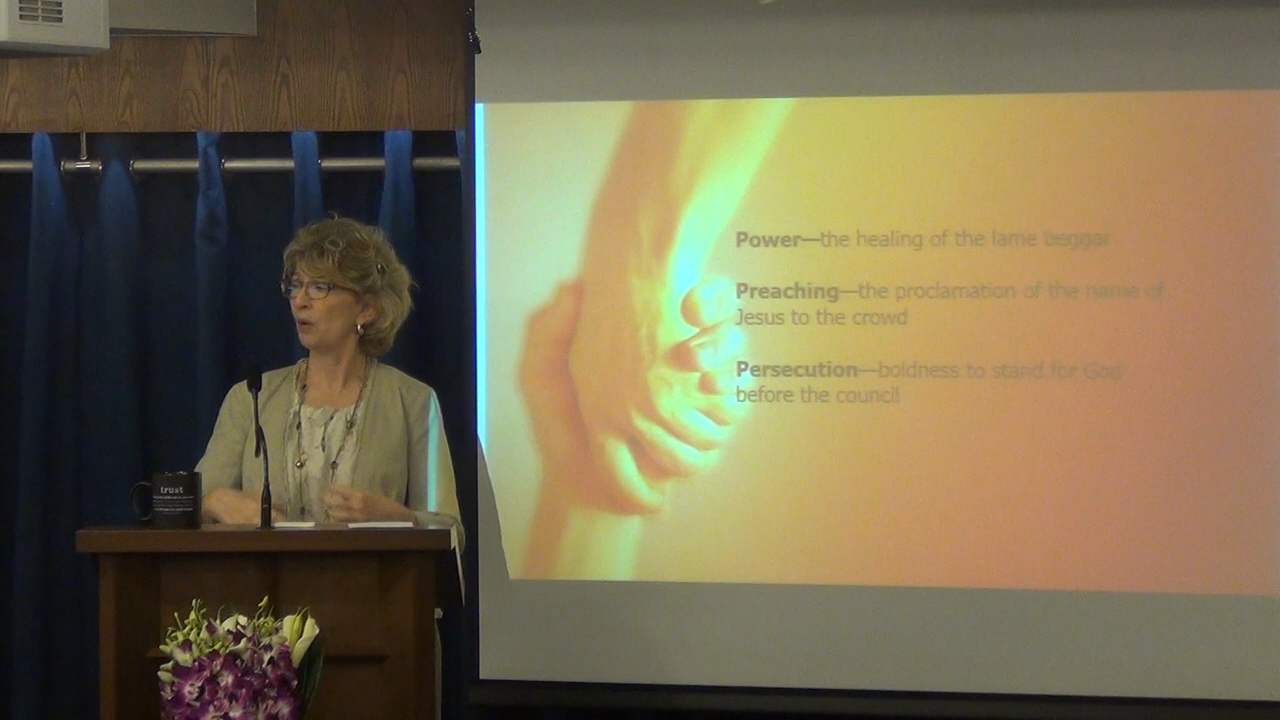 Power—the healing of the lame beggar
Preaching—the proclamation of the name of
Jesus to the crowd
Persecution—boldness to stand for God
before the council
trust